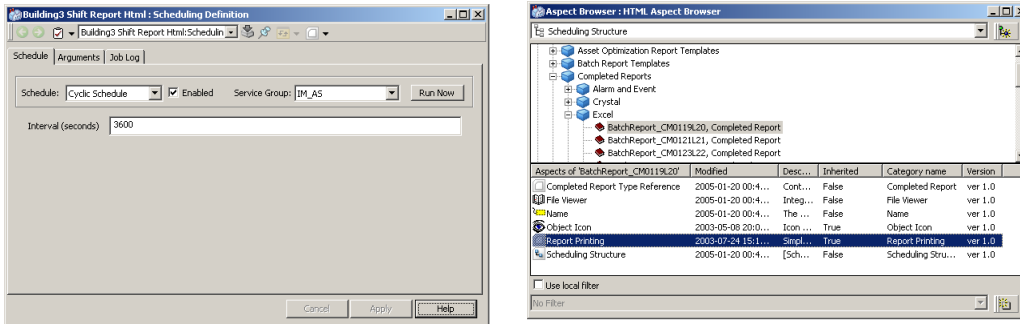 Building3 Shift Report Html : Scheduling Definition
Building3 Shift Report Html:Schedulin
Schedule Arguments Job Log
Schedule: Cyclic Schedule Enabled Service Group: IM_AS Run Now
Interval (seconds) 3600
Cancel Apply Help
Aspect Browser : HTML Aspect Browser
Scheduling Structure
Asset Optimization Report Templates
Batch Report Templates
Completed Reports
Alarm and Event
Crystal
Excel
BatchReport_CM0119L20, Completed Report
BatchReport_CM0121L21, Completed Report
BatchReport_CM0123L22, Completed Report
Aspects of 'BatchReport_CM0119L20' Modified Desc... Inherited Category name Version
Completed Report Type Reference 2005-01-20 00:4... Cont... False Completed Report ver 1.0
File Viewer 2005-01-20 00:4... Integ... False File Viewer ver 1.0
Name 2005-01-20 00:4... The ... False Name ver 1.0
Object Icon 2003-05-08 20:0... Icon ... True Object Icon ver 1.0
Report Printing 2003-07-24 15:1... Simpl... True Report Printing ver 1.0
Scheduling Structure 2005-01-20 00:4... [Sch... False Scheduling Stru... ver 1.0
Use local filter
No Filter